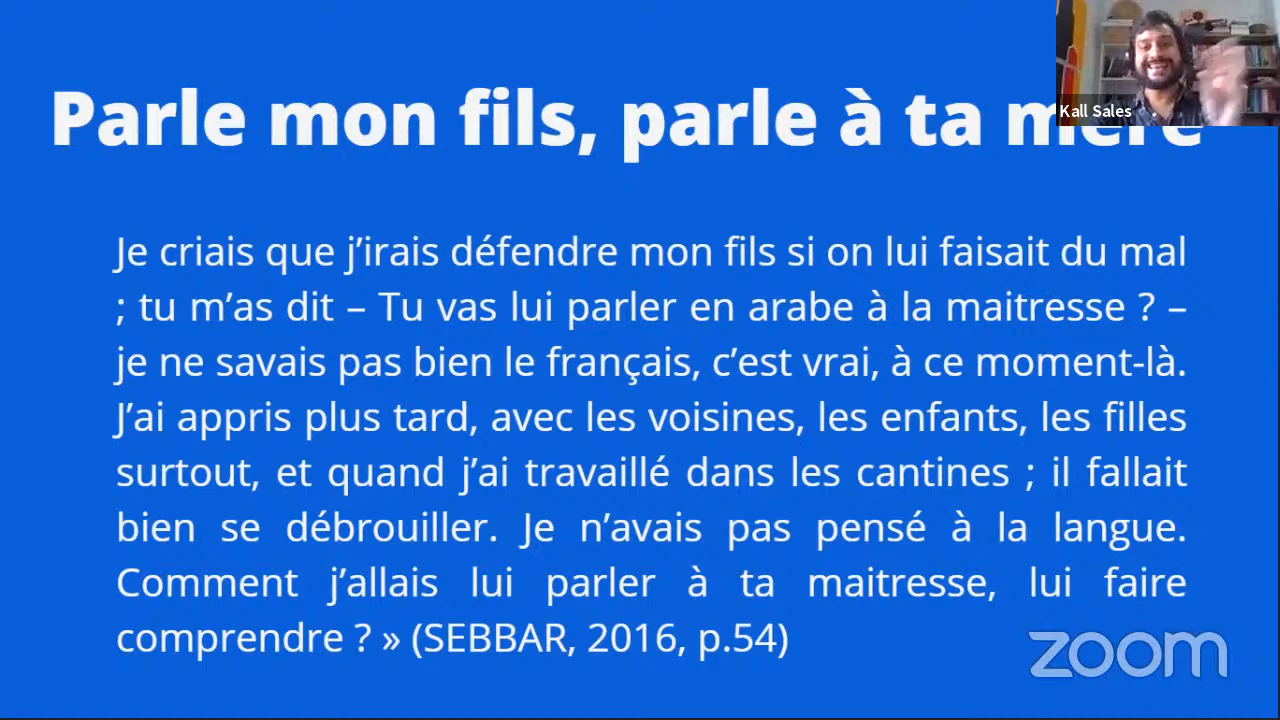 Parle mon fils, parle à ta mère
Kall Sales
Je criais que j’irais défendre mon fils si on lui faisait du mal
; tu m’as dit – Tu vas lui parler en arabe à la maitresse ? –
je ne savais pas bien le français, c’est vrai, à ce moment-là.
J’ai appris plus tard, avec les voisines, les enfants, les filles
surtout, et quand j’ai travaillé dans les cantines ; il fallait
bien se débrouiller. Je n’avais pas pensé à la langue.
Comment j’allais lui parler à ta maitresse, lui faire
comprendre ? » (SEBBAR, 2016, p.54)
zoom